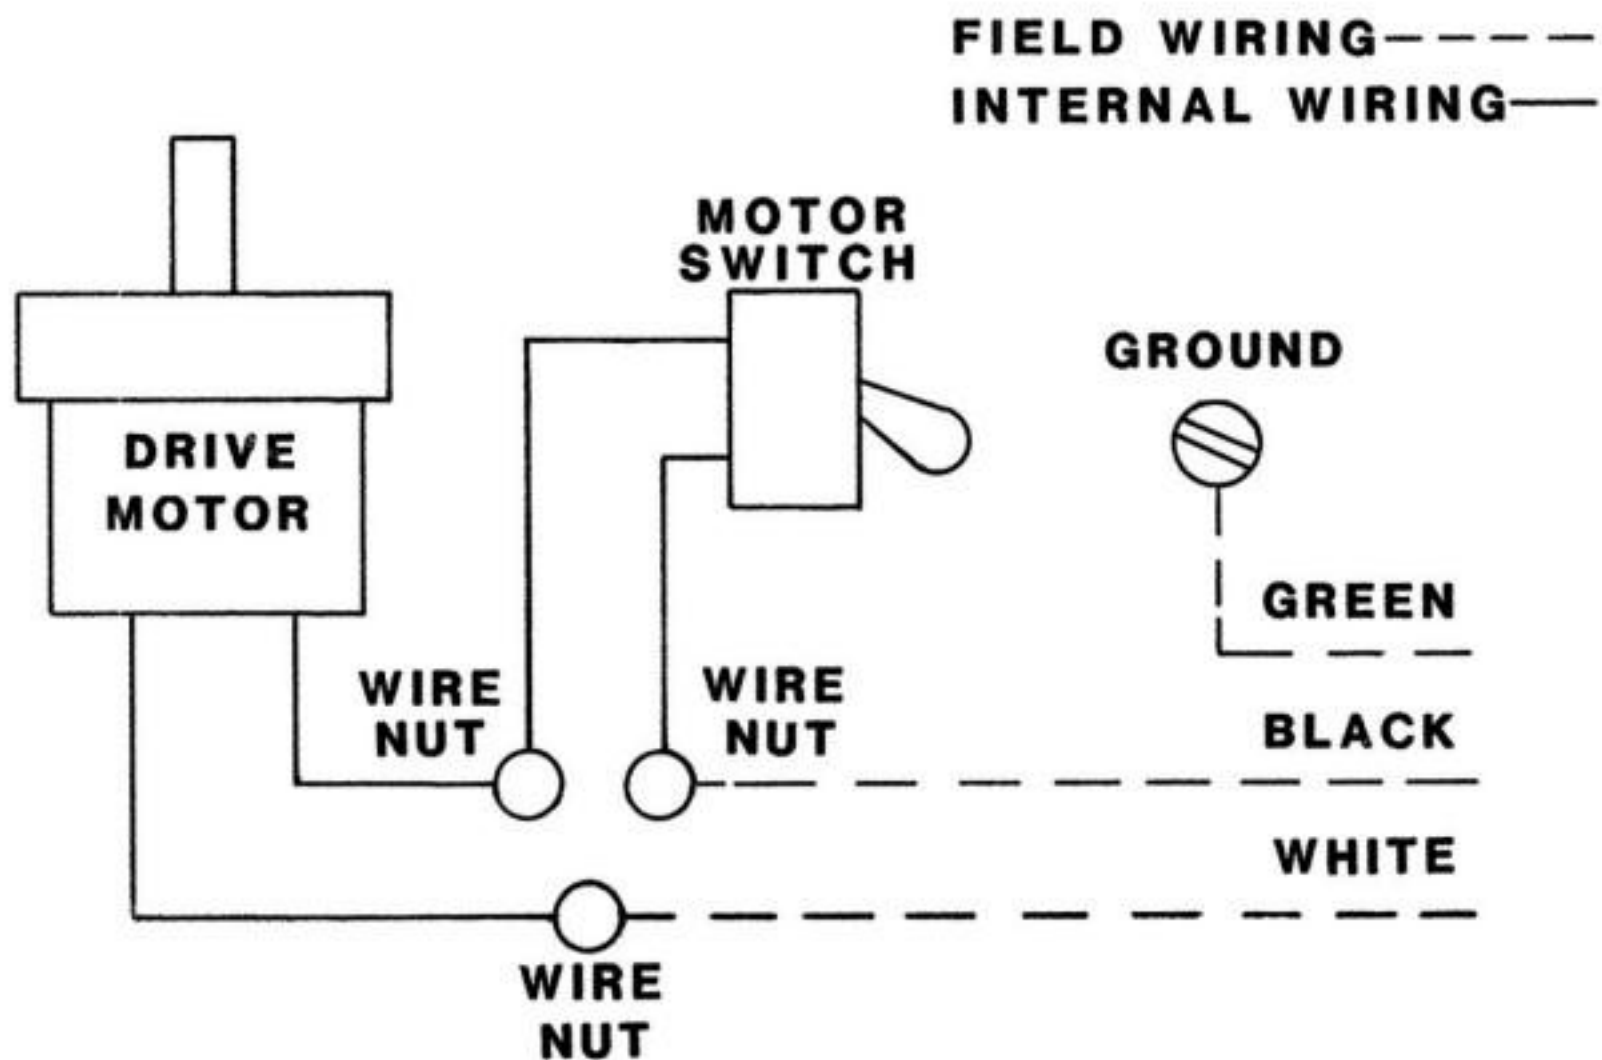 FIELD WIRING
INTERNAL WIRING
MOTOR
SWITCH
GROUND
DRIVE
MOTOR
GREEN
WIRE
NUT
WIRE
NUT
BLACK
WHITE
WIRE
NUT